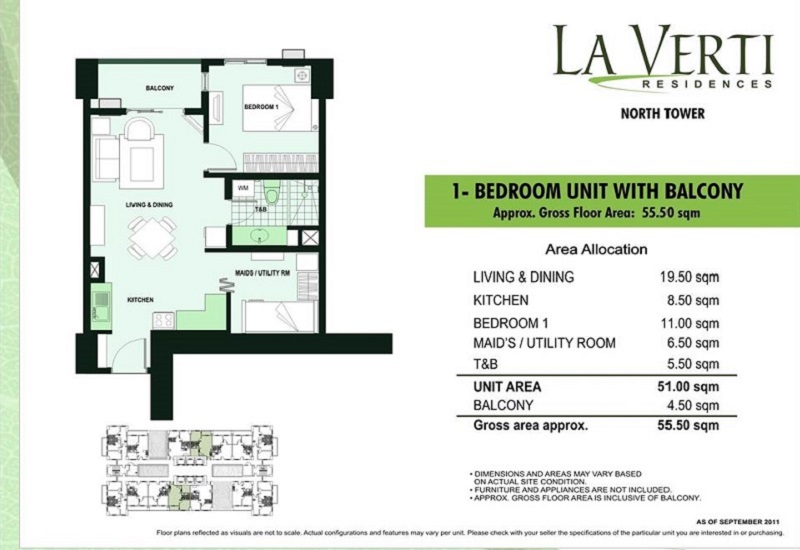 LA VERTI
RESIDENCES
NORTH TOWER
1- BEDROOM UNIT WITH BALCONY
Approx. Gross Floor Area: 55.50 sqm
Area Allocation
LIVING & DINING 19.50 sqm
KITCHEN 8.50 sqm
BEDROOM 1 11.00 sqm
MAID'S / UTILITY ROOM 6.50 sqm
T&B 5.50 sqm
UNIT AREA 51.00 sqm
BALCONY 4.50 sqm
Gross area approx. 55.50 sqm
• DIMENSIONS AND AREAS MAY VARY BASED
ON ACTUAL SITE CONDITION.
• FURNITURE AND APPLIANCES ARE NOT INCLUDED.
• APPROX. GROSS FLOOR AREA IS INCLUSIVE OF BALCONY.
AS OF SEPTEMBER 2011
BALCONY
BEDROOM 1
WM
LIVING & DINING
T&B
MAIDS / UTILITY RM
KITCHEN
Floor plans reflected as visuals are not to scale. Actual configurations and features may vary per unit. Please check with your seller the specifications of the particular unit you are interested in or purchasing.